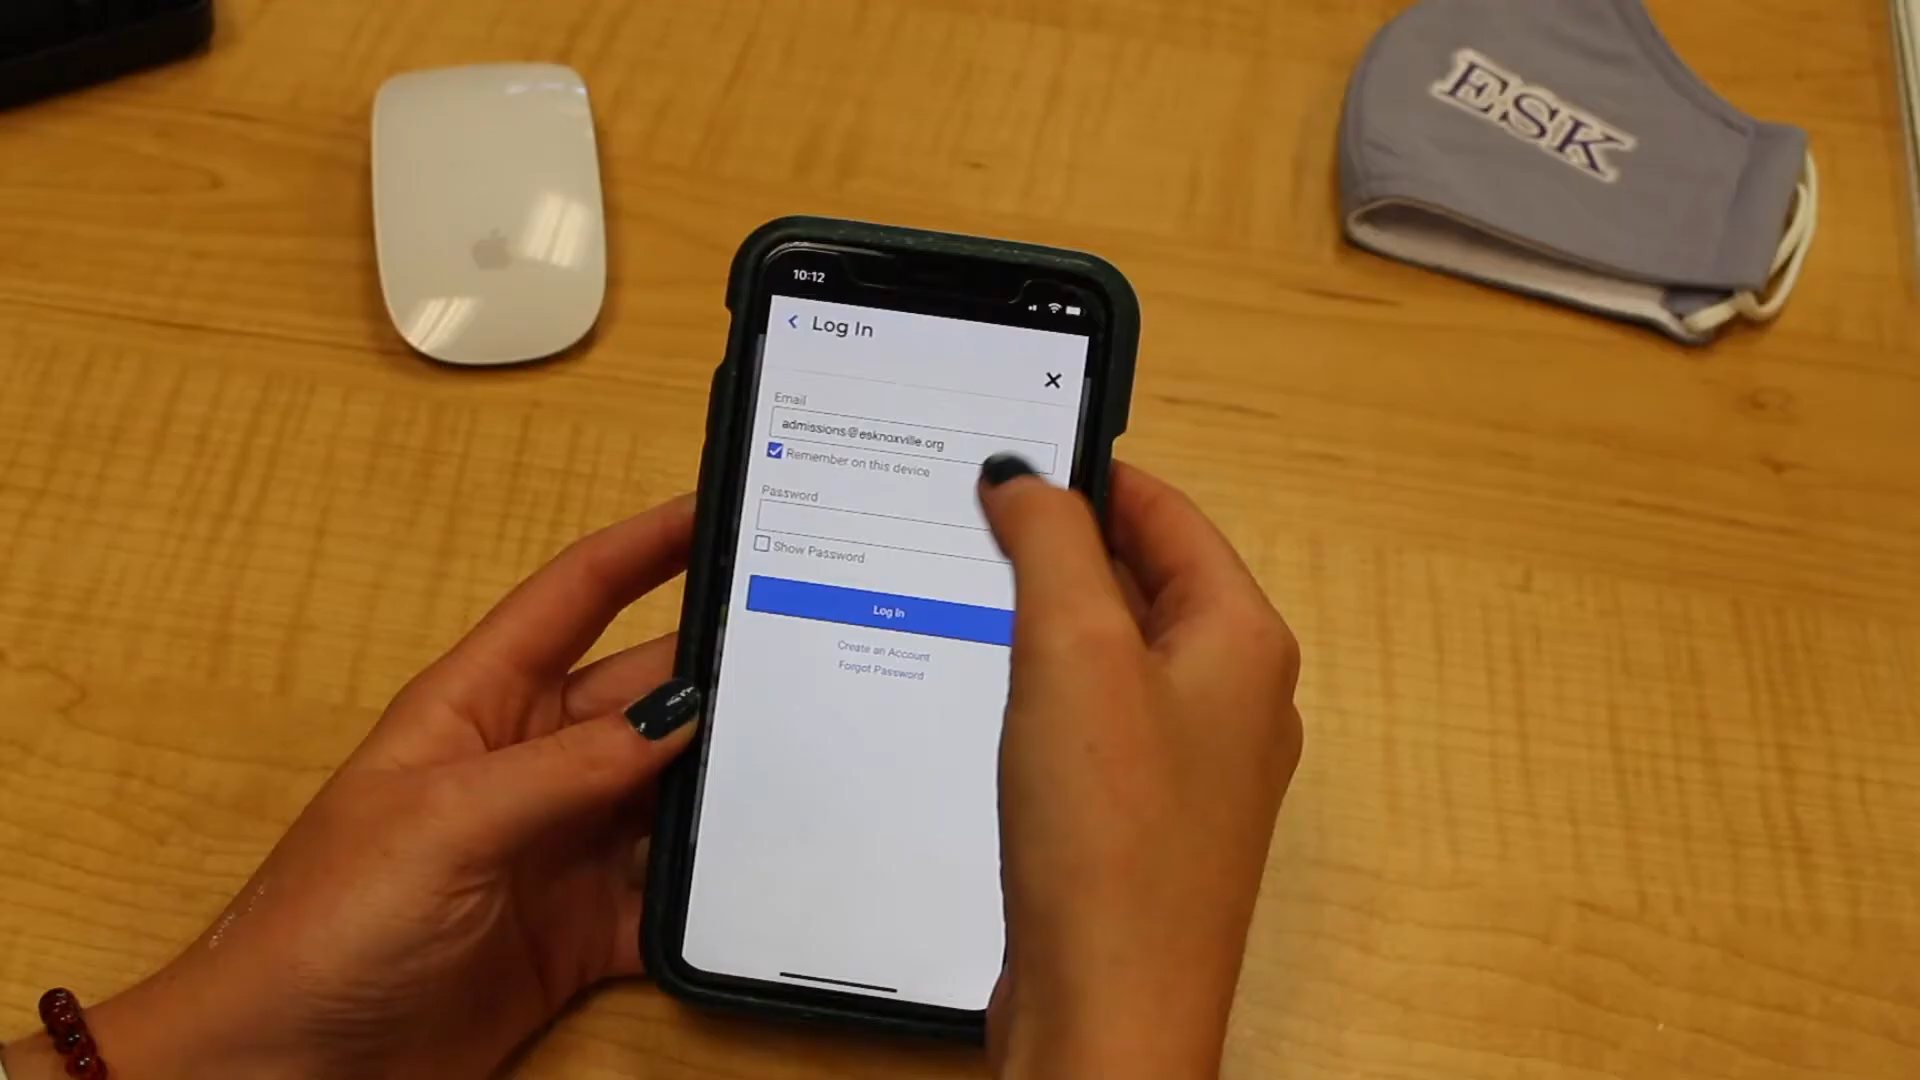 ESK
10:12
Log In
Email
admissions@esknoxville.org
Remember on this device
Password
Show Password
Log In
Create an Account
Forgot Password